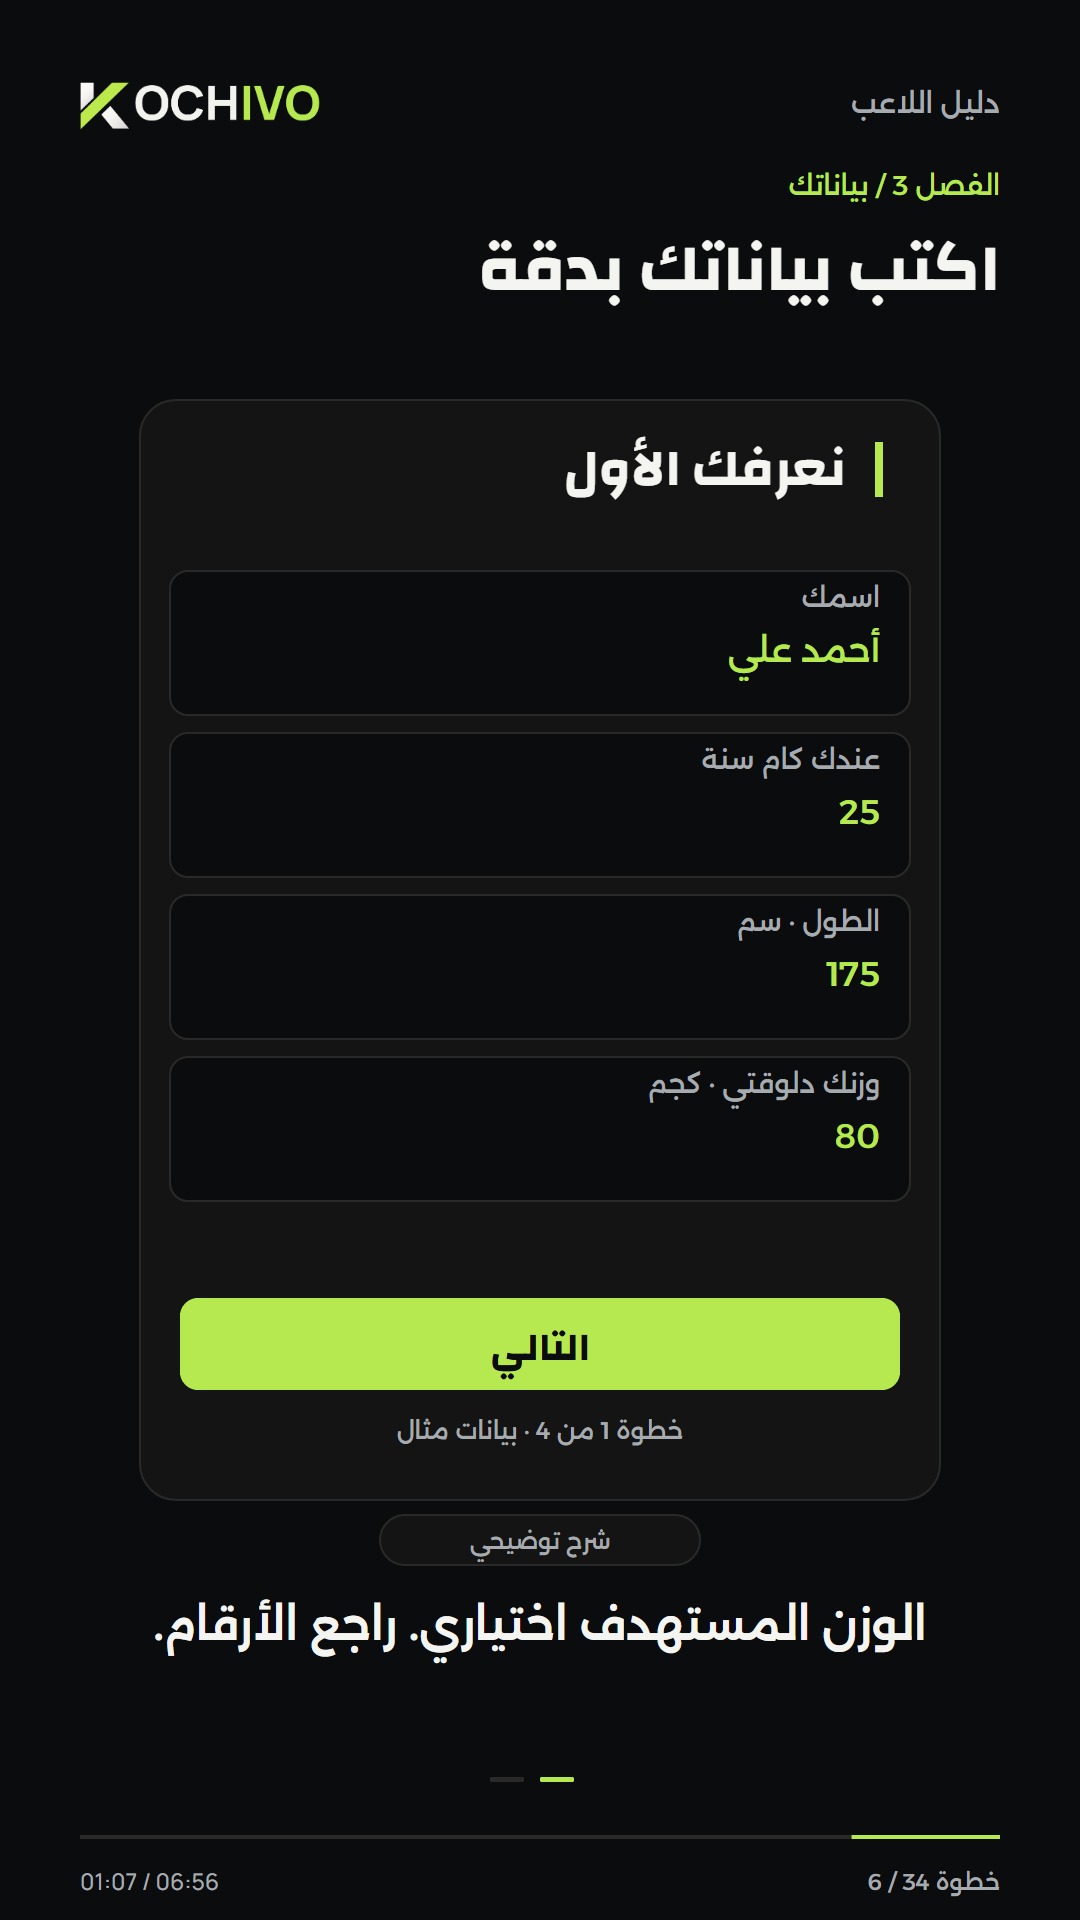 KOCHIVO
دليل اللاعب
الفصل 3 / بياناتك
اكتب بياناتك بدقة
نعرفك الأول
اسمك
أحمد علي
عندك كام سنة
25
الطول · سم
175
وزنك دلوقتي · كجم
80
التالي
خطوة 1 من 4 · بيانات مثال
شرح توضيحي
الوزن المستهدف اختياري. راجع الأرقام.
خطوة 34 / 6
01:07 / 06:56